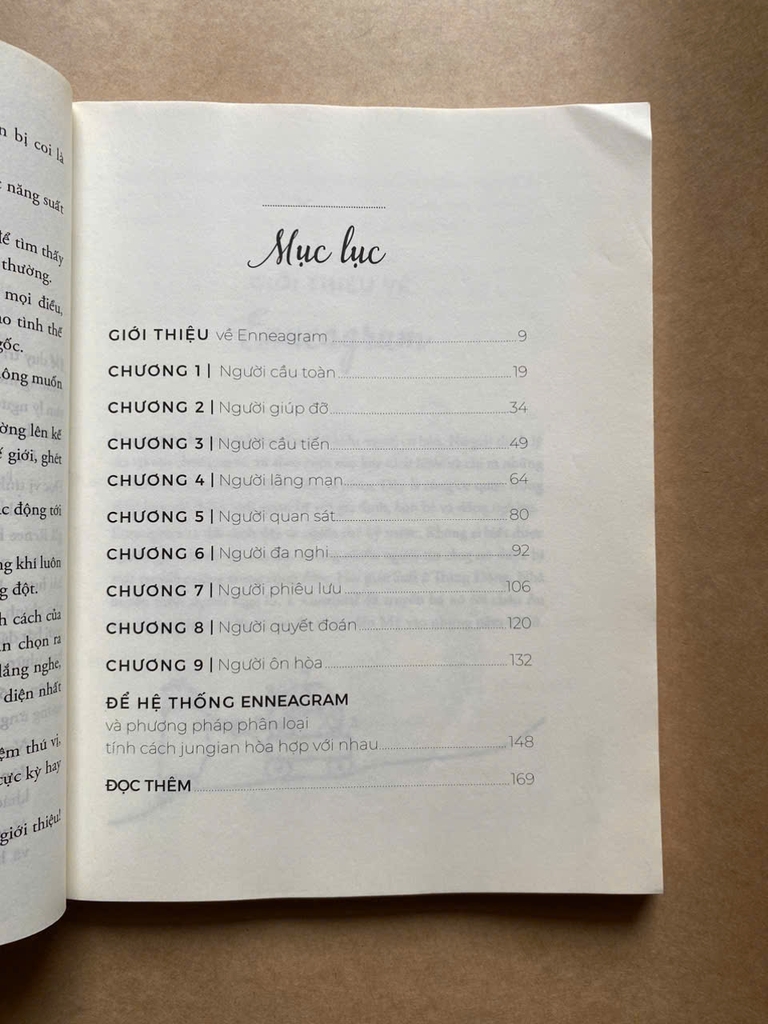 n bị coi là
năng suất
để tìm thấy
thường.
mọi điều,
tình thế
gốc.
ông muốn
ường lên kế
giới, ghét
ác động tới
ng khí luôn
g đột.
h cách của
n chọn ra
lắng nghe,
diện nhất
ệm thú vị,
cực kỳ hay
giới thiệu!
Mục lục
GIỚI THIỆU về Enneagram 9
CHƯƠNG 1 | Người cầu toàn 19
CHƯƠNG 2 | Người giúp đỡ 34
CHƯƠNG 3 | Người cầu tiến 49
CHƯƠNG 4 | Người lãng mạn 64
CHƯƠNG 5 | Người quan sát 80
CHƯƠNG 6 | Người đa nghi 92
CHƯƠNG 7 | Người phiêu lưu 106
CHƯƠNG 8 | Người quyết đoán 120
CHƯƠNG 9 | Người ôn hòa 132
ĐỂ HỆ THỐNG ENNEAGRAM
và phương pháp phân loại
tính cách jungian hòa hợp với nhau 148
ĐỌC THÊM 169